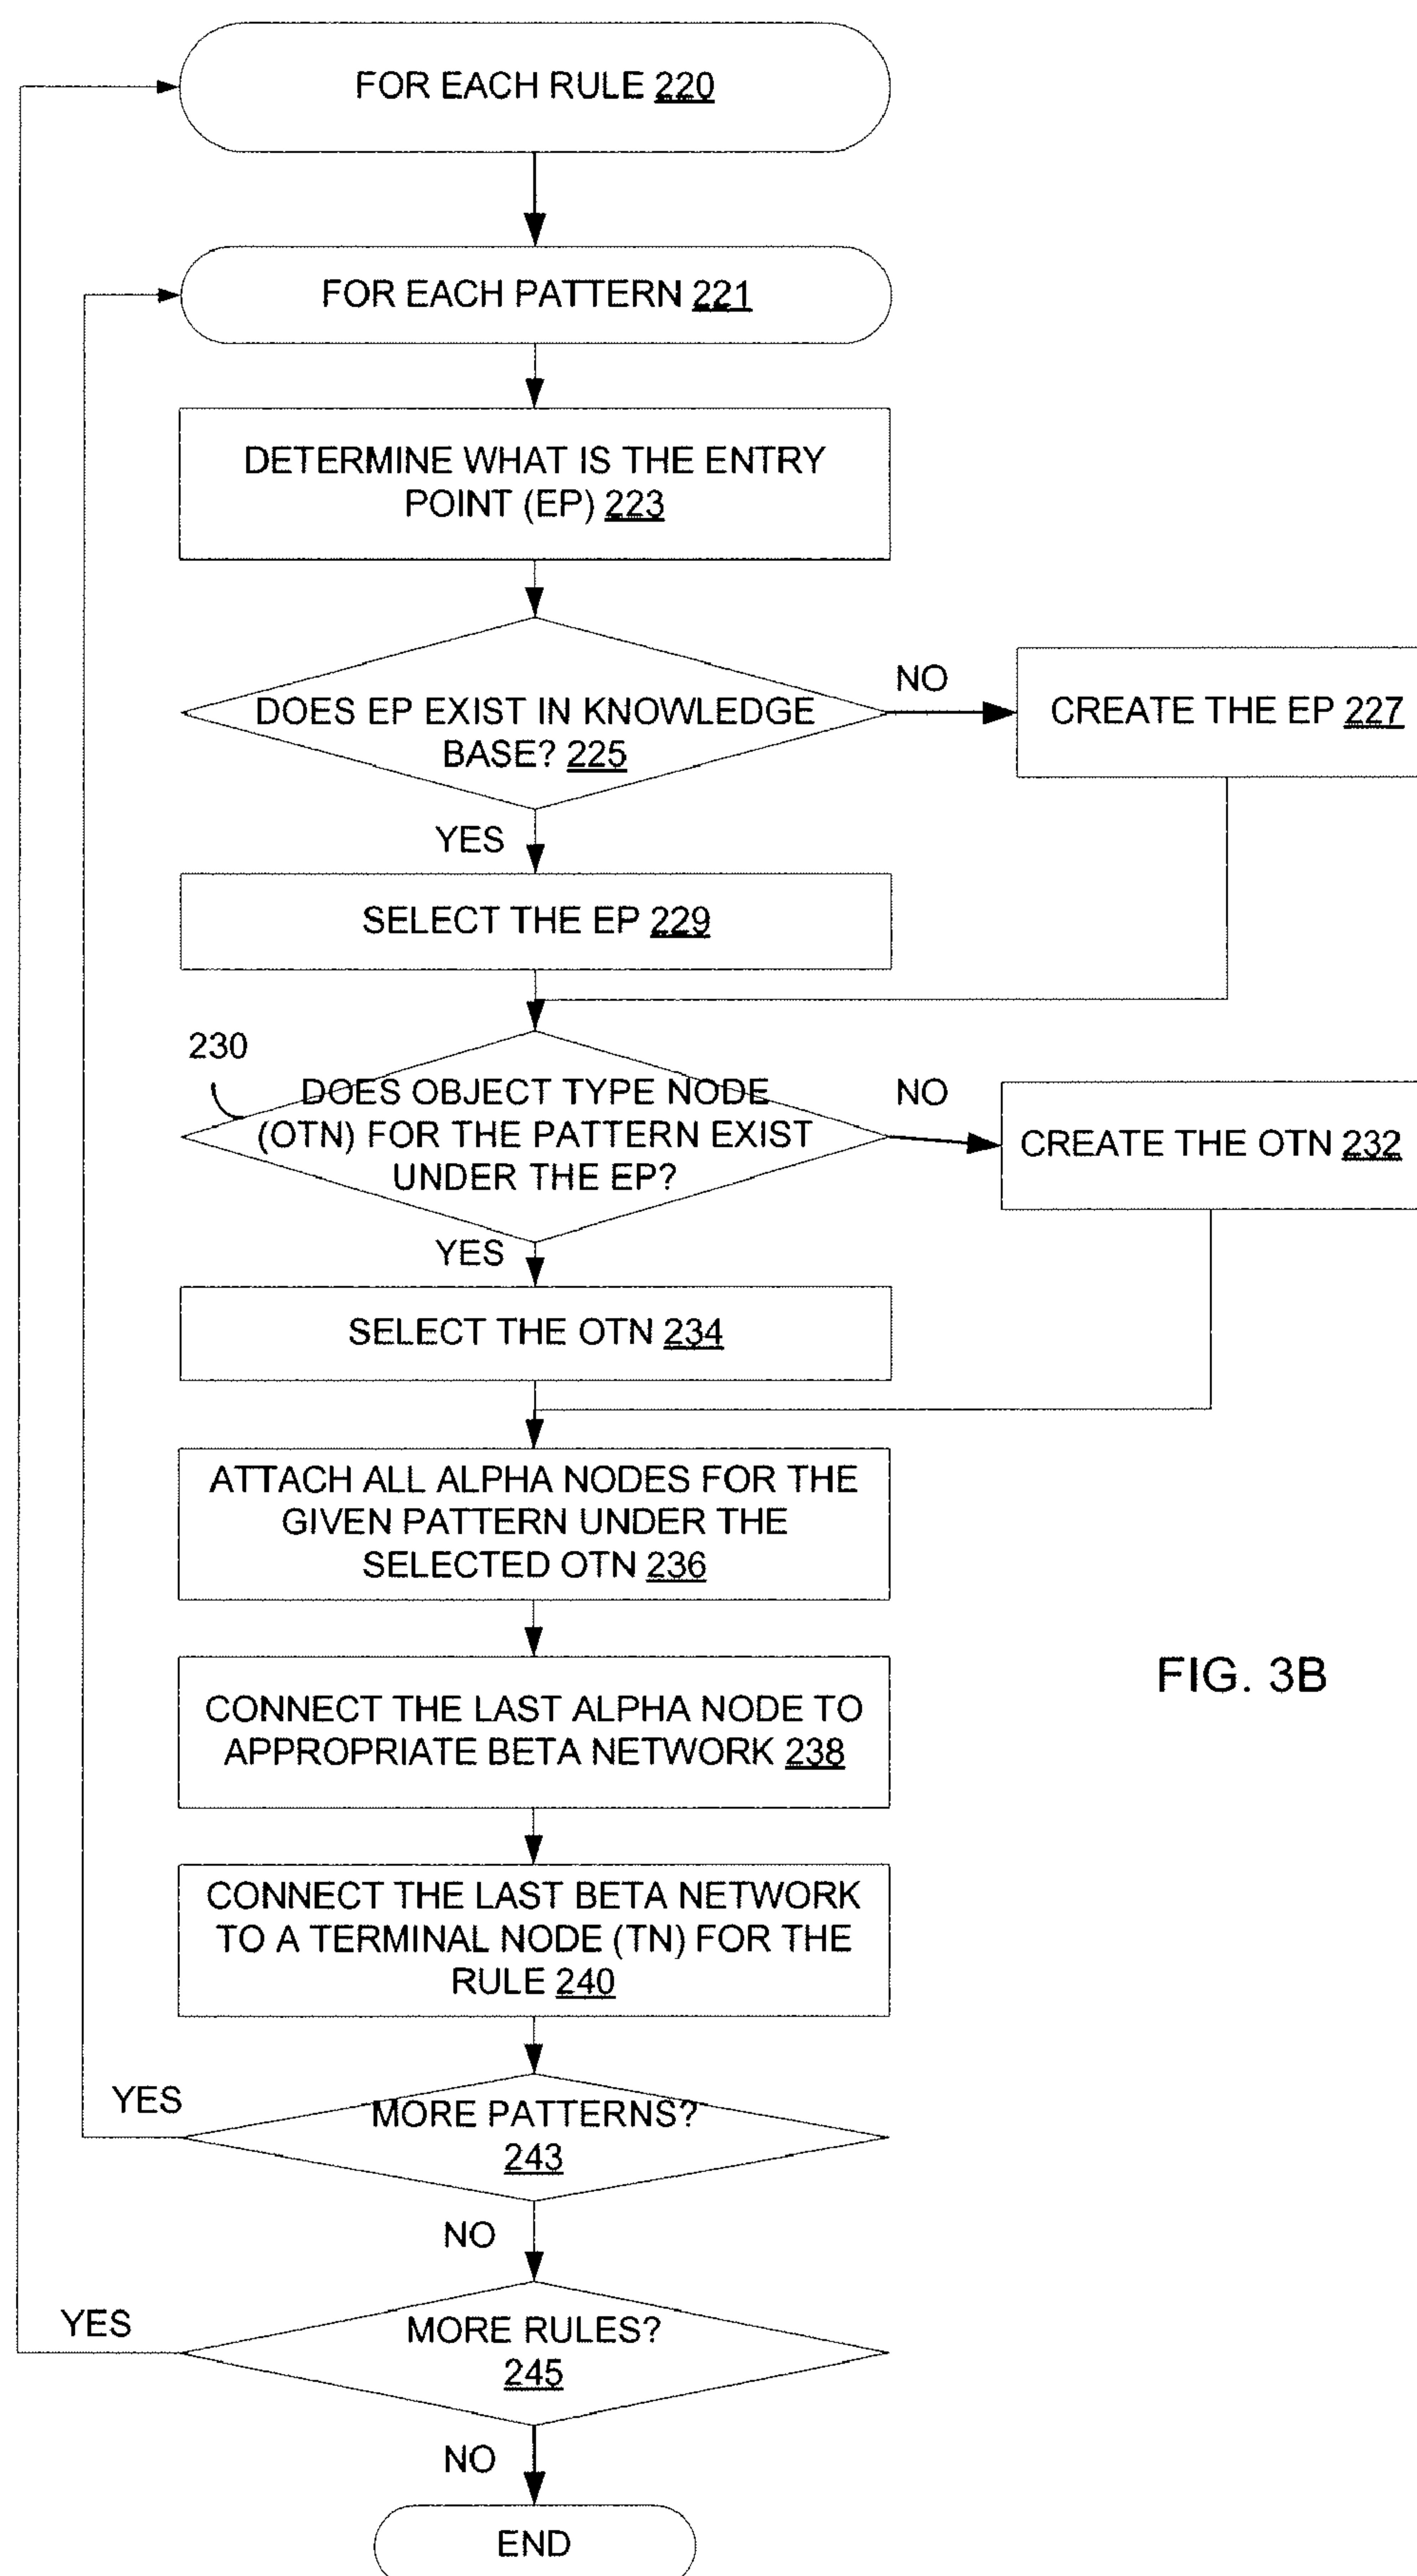 FOR EACH RULE 220
FOR EACH PATTERN 221
DETERMINE WHAT IS THE ENTRY
POINT (EP) 223
DOES EP EXIST IN KNOWLEDGE
BASE? 225
NO
CREATE THE EP 227
YES
SELECT THE EP 229
230
DOES OBJECT TYPE NODE
(OTN) FOR THE PATTERN EXIST
UNDER THE EP?
NO
CREATE THE OTN 232
YES
SELECT THE OTN 234
ATTACH ALL ALPHA NODES FOR THE
GIVEN PATTERN UNDER THE
SELECTED OTN 236
CONNECT THE LAST ALPHA NODE TO
APPROPRIATE BETA NETWORK 238
FIG. 3B
CONNECT THE LAST BETA NETWORK
TO A TERMINAL NODE (TN) FOR THE
RULE 240
YES
MORE PATTERNS?
243
NO
YES
MORE RULES?
245
NO
END